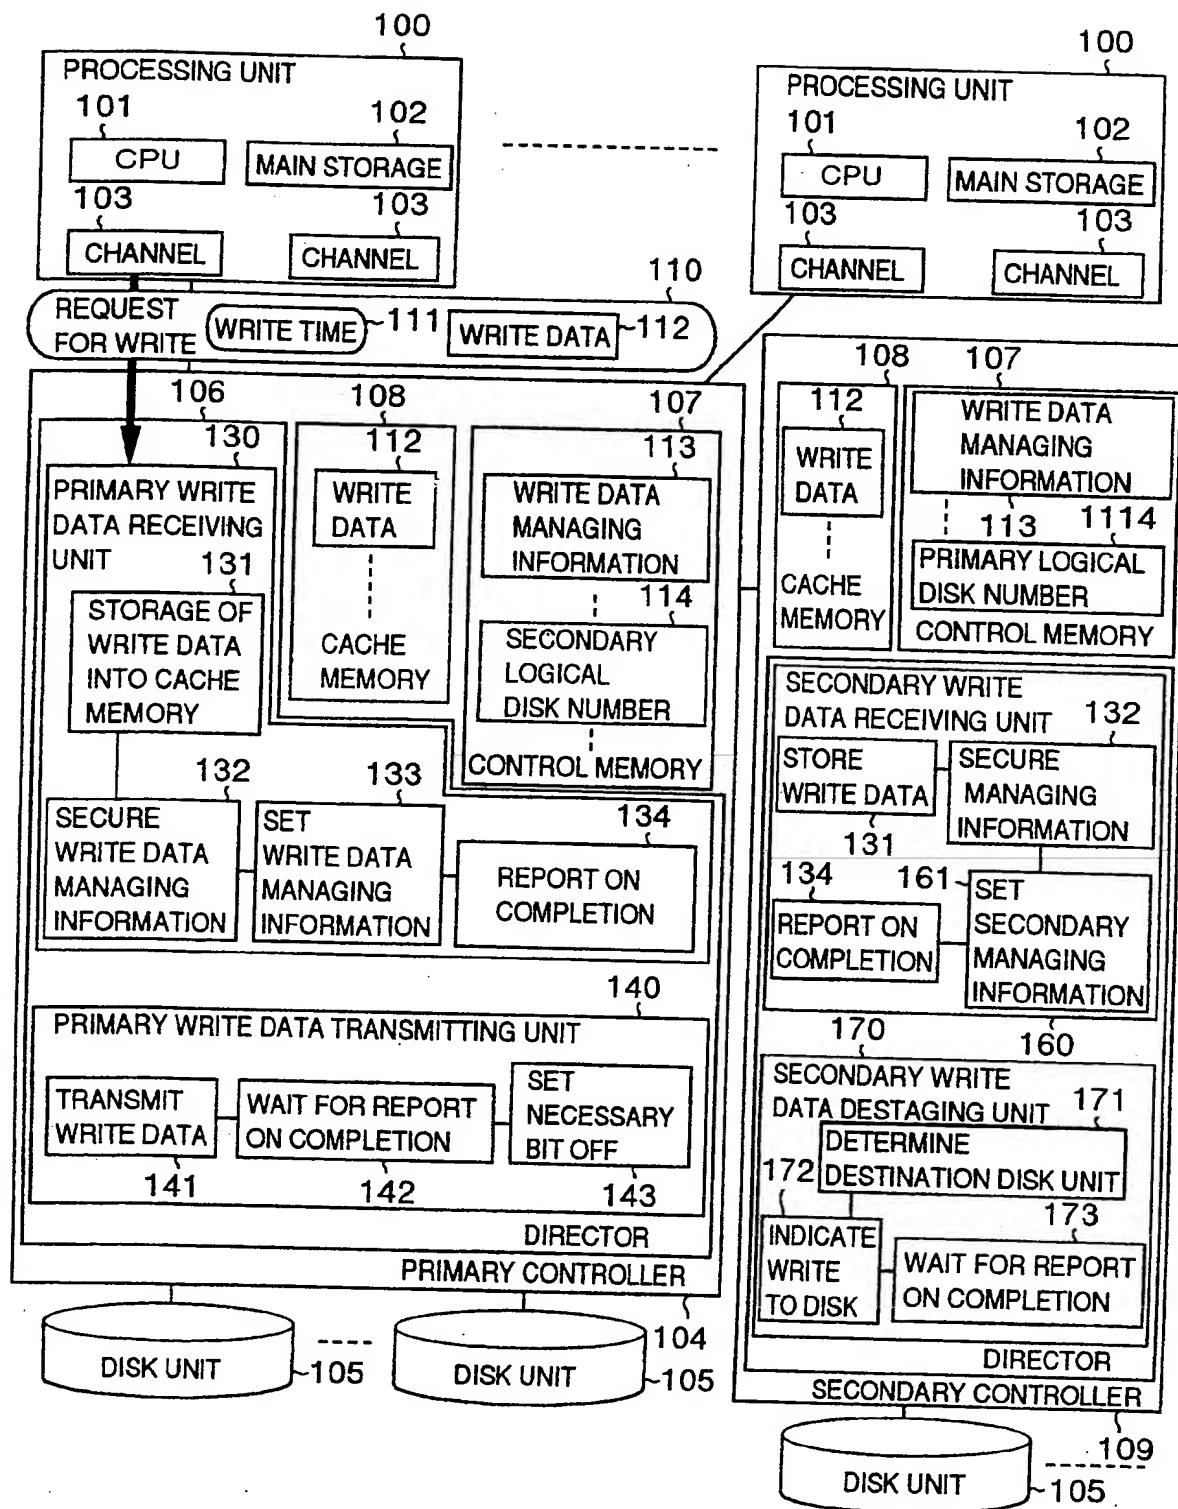 100
PROCESSING UNIT
101
102
CPU
MAIN STORAGE
103
103
CHANNEL
CHANNEL
100
PROCESSING UNIT
101
102
CPU
MAIN STORAGE
103
103
CHANNEL
CHANNEL
110
REQUEST
FOR WRITE
WRITE TIME
111
WRITE DATA
112
106
130
PRIMARY WRITE
DATA RECEIVING
UNIT
131
STORAGE OF
WRITE DATA
INTO CACHE
MEMORY
108
112
WRITE
DATA
CACHE
MEMORY
107
113
WRITE DATA
MANAGING
INFORMATION
114
SECONDARY
LOGICAL
DISK NUMBER
CONTROL MEMORY
132
SECURE
WRITE DATA
MANAGING
INFORMATION
133
SET
WRITE DATA
MANAGING
INFORMATION
134
REPORT ON
COMPLETION
140
PRIMARY WRITE DATA TRANSMITTING UNIT
TRANSMIT
WRITE DATA
141
WAIT FOR REPORT
ON COMPLETION
142
SET
NECESSARY
BIT OFF
143
DIRECTOR
PRIMARY CONTROLLER
104
DISK UNIT
105
DISK UNIT
105
108
112
WRITE
DATA
CACHE
MEMORY
107
WRITE DATA
MANAGING
INFORMATION
113
1114
PRIMARY LOGICAL
DISK NUMBER
CONTROL MEMORY
SECONDARY WRITE
DATA RECEIVING UNIT
132
STORE
WRITE DATA
131
SECURE
MANAGING
INFORMATION
134
REPORT ON
COMPLETION
161
SET
SECONDARY
MANAGING
INFORMATION
170
160
SECONDARY WRITE
DATA DESTAGING UNIT
171
DETERMINE
DESTINATION DISK UNIT
172
INDICATE
WRITE
TO DISK
173
WAIT FOR REPORT
ON COMPLETION
DIRECTOR
SECONDARY CONTROLLER
109
DISK UNIT
105